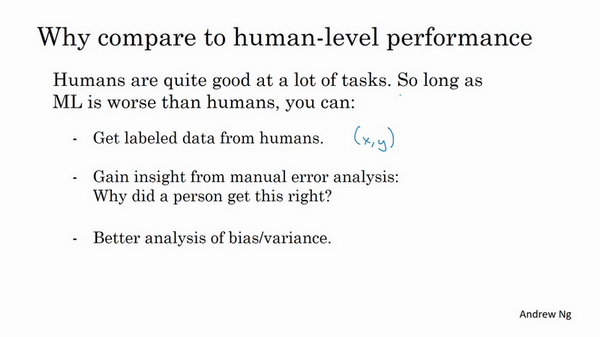 Why compare to human-level performance
Humans are quite good at a lot of tasks. So long as
ML is worse than humans, you can:
- Get labeled data from humans. (x,y)
- Gain insight from manual error analysis:
Why did a person get this right?
- Better analysis of bias/variance.
Andrew Ng